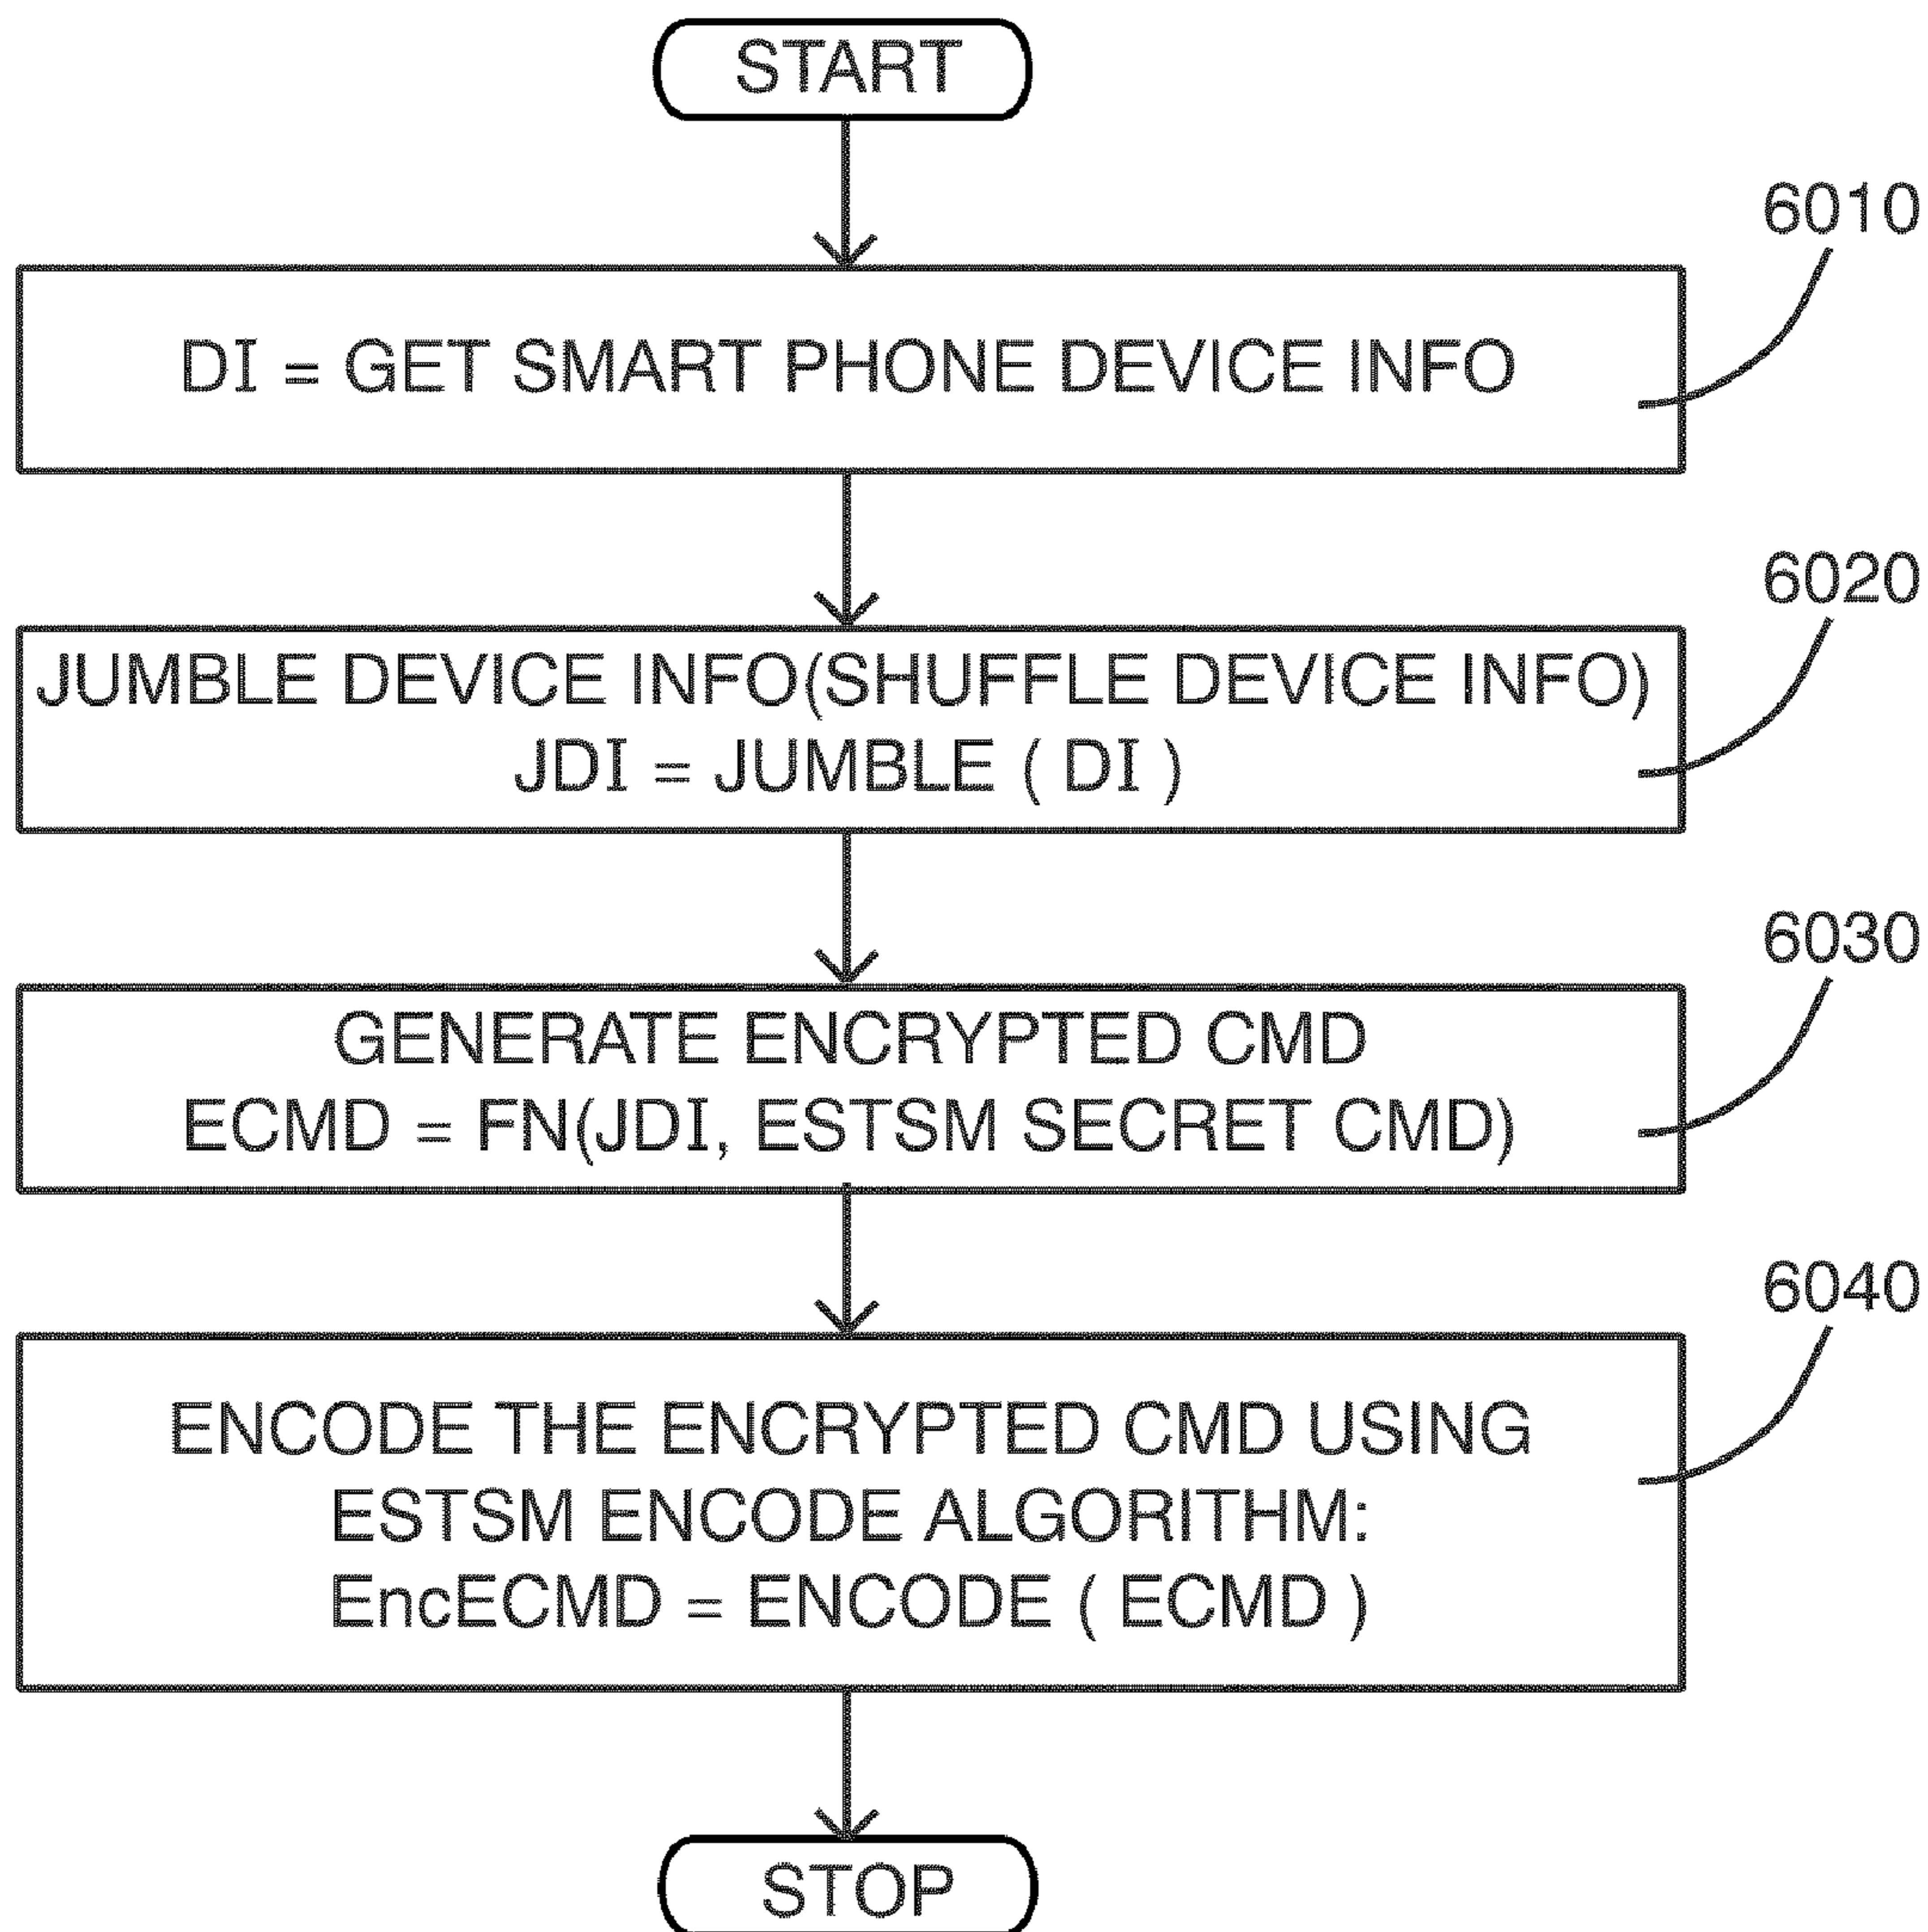 START
6010
DI = GET SMART PHONE DEVICE INFO
6020
JUMBLE DEVICE INFO(SHUFFLE DEVICE INFO)
JDI = JUMBLE ( DI )
6030
GENERATE ENCRYPTED CMD
ECMD = FN(JDI, ESTSM SECRET CMD)
6040
ENCODE THE ENCRYPTED CMD USING
ESTSM ENCODE ALGORITHM:
EncECMD = ENCODE ( ECMD )
STOP